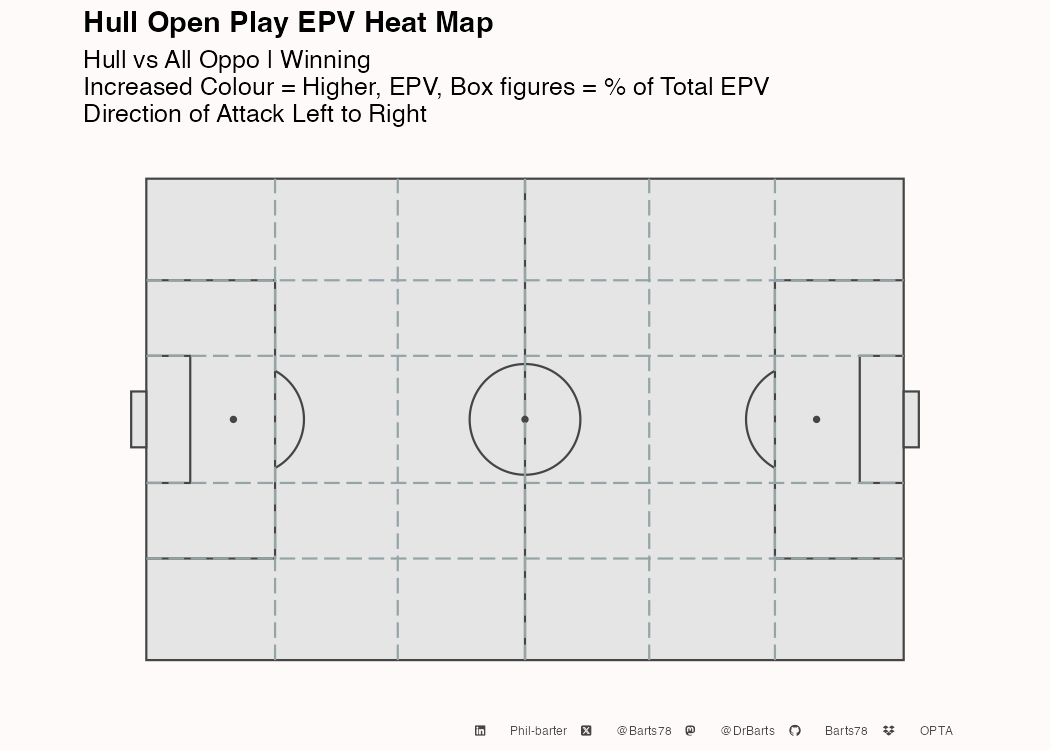 Hull Open Play EPV Heat Map
Hull vs All Oppo | Winning
Increased Colour = Higher, EPV, Box figures = % of Total EPV
Direction of Attack Left to Right
Phil-barter @Barts78 @DrBarts Barts78 OPTA